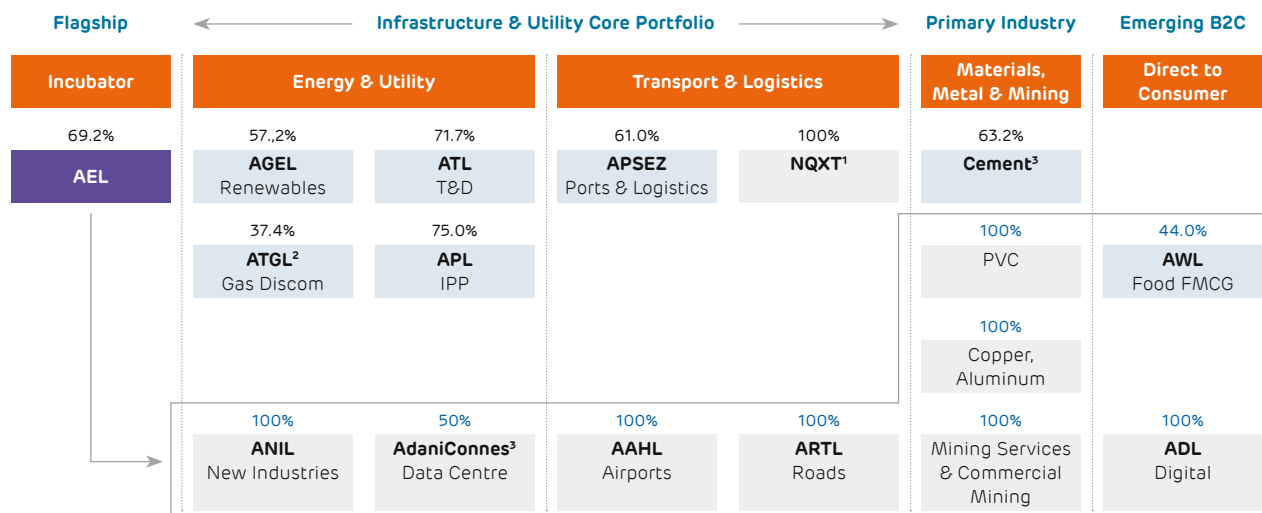 Flagship
Infrastructure & Utility Core Portfolio
Primary Industry
Emerging B2C
Incubator
Energy & Utility
Transport & Logistics
Materials,
Metal & Mining
Direct to
Consumer
69.2%
AEL
57.,2%
AGEL
Renewables
71.7%
ATL
T&D
61.0%
APSEZ
Ports & Logistics
100%
NQXT¹
63.2%
Cement³
37.4%
ATGL²
Gas Discom
75.0%
APL
IPP
100%
PVC
44.0%
AWL
Food FMCG
100%
Copper,
Aluminum
100%
ANIL
New Industries
50%
AdaniConnes³
Data Centre
100%
AAHL
Airports
100%
ARTL
Roads
100%
Mining Services
& Commercial
Mining
100%
ADL
Digital